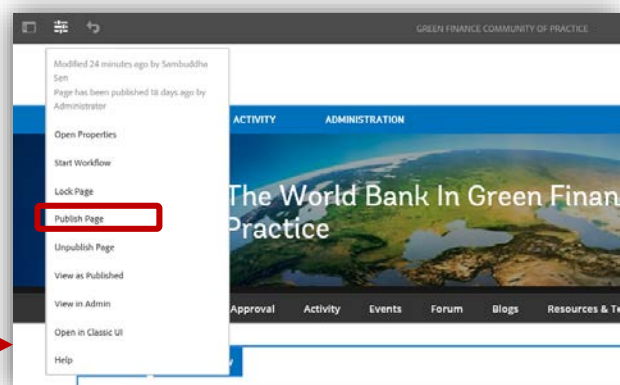 GREEN FINANCE COMMUNITY OF PRACTICE
Modified 24 minutes ago by Sambuddha
Sen
Page has been published 18 days ago by
Administrator
Open Properties
Start Workflow
Lock Page
Publish Page
Unpublish Page
View as Published
View in Admin
Open in Classic UI
Help
ACTIVITY ADMINISTRATION
The World Bank In Green Finan
Practice
Approval Activity Events Forum Blogs Resources & Te